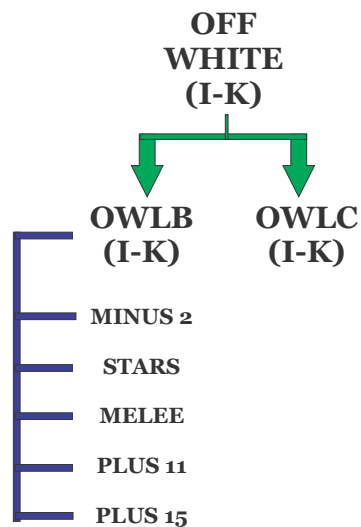 OFF
WHITE
(I-K)
OWLB OWLC
(I-K) (I-K)
MINUS 2
STARS
MELEE
PLUS 11
PLUS 15